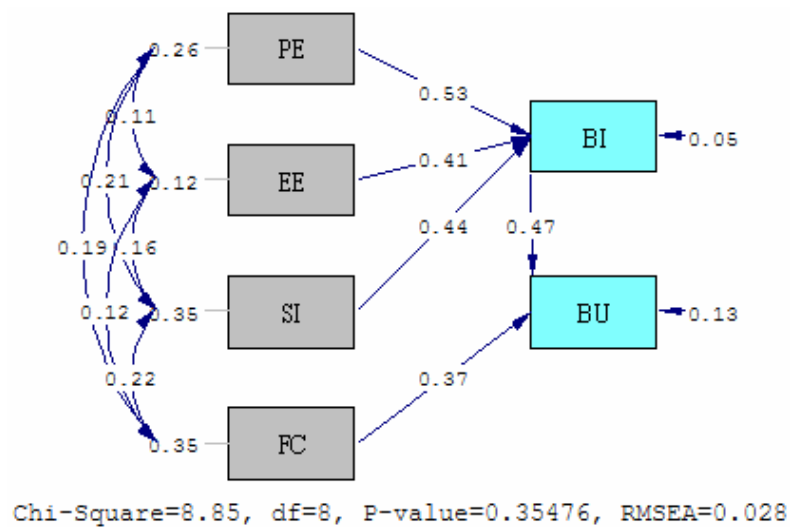 0.26 PE
0.53
0.11
BI 0.05
0.41
0.21 0.12 EE
0.44 0.47
0.19 .16
0.12 0.35 SI BU 0.13
0.22 0.37
0.35 FC
Chi-Square=8.85, df=8, P-value=0.35476, RMSEA=0.028